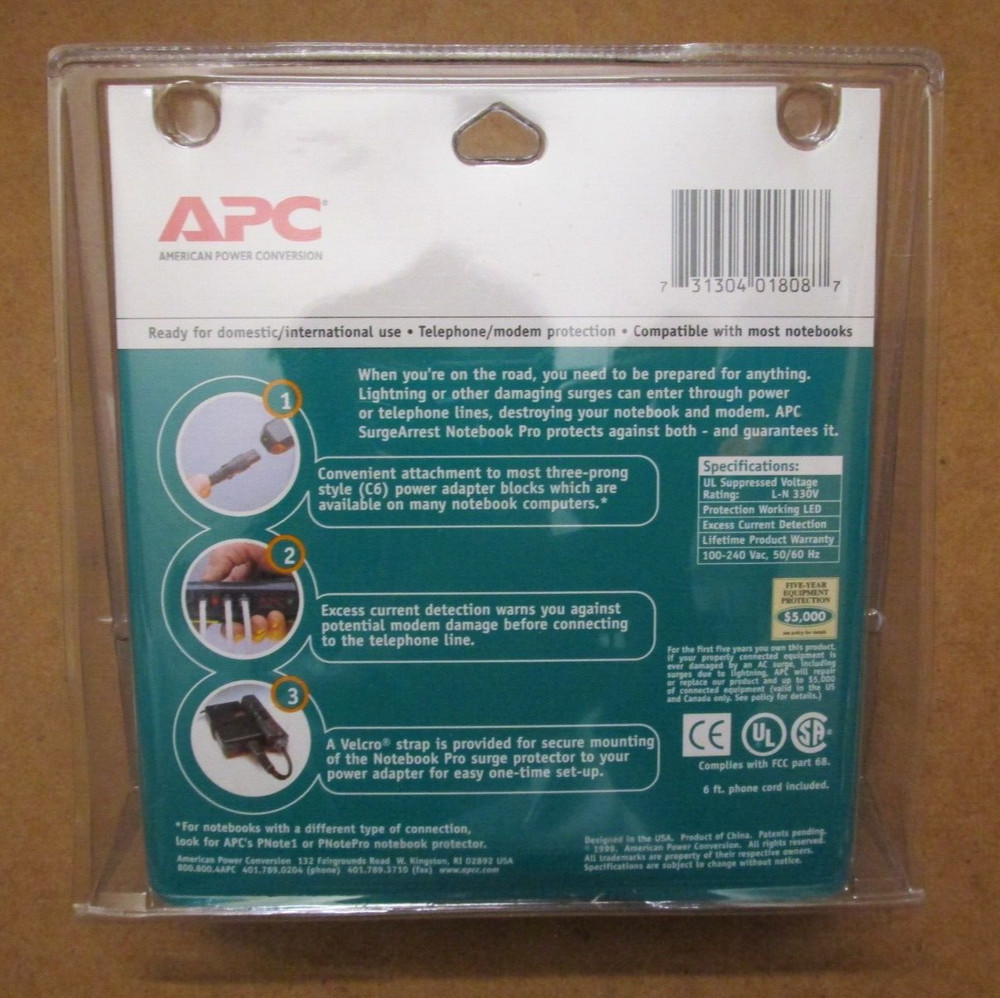 APC®
AMERICAN POWER CONVERSION
7 31304 01808 7
Ready for domestic/international use • Telephone/modem protection • Compatible with most notebooks
When you're on the road, you need to be prepared for anything.
Lightning or other damaging surges can enter through power
or telephone lines, destroying your notebook and modem. APC
SurgeArrest Notebook Pro protects against both - and guarantees it.
1
Convenient attachment to most three-prong
style (C6) power adapter blocks which are
available on many notebook computers.*
2
Excess current detection warns you against
potential modem damage before connecting
to the telephone line.
3
A Velcro® strap is provided for secure mounting
of the Notebook Pro surge protector to your
power adapter for easy one-time set-up.
Specifications:
UL Suppressed Voltage
Rating: L-N 330V
Protection Working LED
Excess Current Detection
Lifetime Product Warranty
100-240 Vac, 50/60 Hz
FIVE-YEAR
EQUIPMENT
PROTECTION
$5,000
see policy for details
For the first five years you own this product,
if your properly connected equipment is
ever damaged by an AC surge, including
surges due to lightning, APC will repair
or replace our product and up to $5,000
of connected equipment (valid in the US
and Canada only. See policy for details.)
CE UL SA®
Complies with FCC part 68.
6 ft. phone cord included.
*For notebooks with a different type of connection,
look for APC's PNote1 or PNotePro notebook protector.
American Power Conversion 132 Fairgrounds Road W. Kingston, RI 02892 USA
800.800.4APC 401.789.0204 (phone) 401.789.3710 (fax) www.apcc.com
Designed in the USA. Product of China. Patents pending.
© 1999. American Power Conversion. All rights reserved.
All trademarks are property of their respective owners.
Specifications are subject to change without notice.